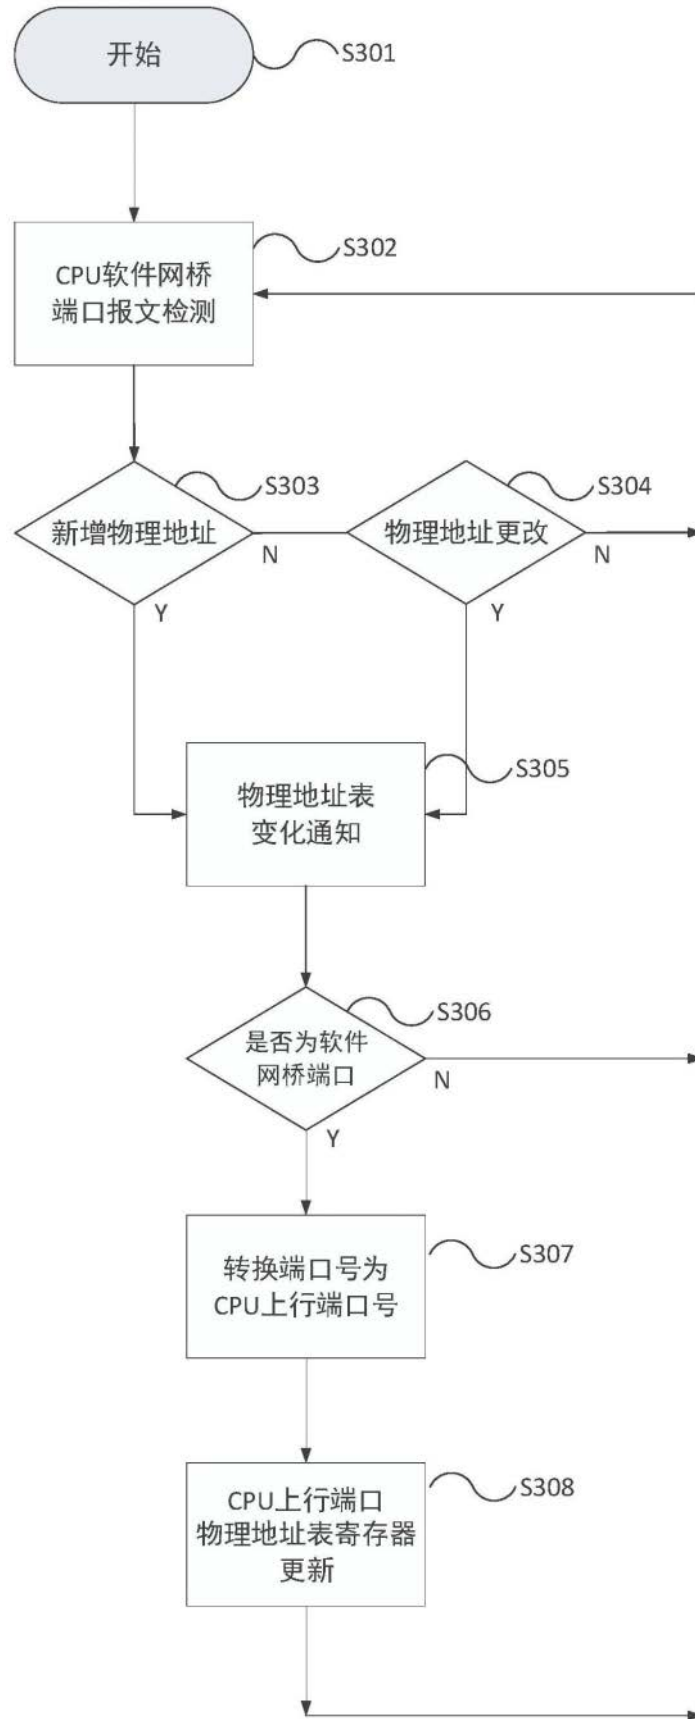 开始
S301
S302
CPU软件网桥
端口报文检测
S303
S304
新增物理地址
N
物理地址更改
N
Y
Y
S305
物理地址表
变化通知
S306
是否为软件
网桥端口
N
Y
S307
转换端口号为
CPU上行端口号
S308
CPU上行端口
物理地址表寄存器
更新